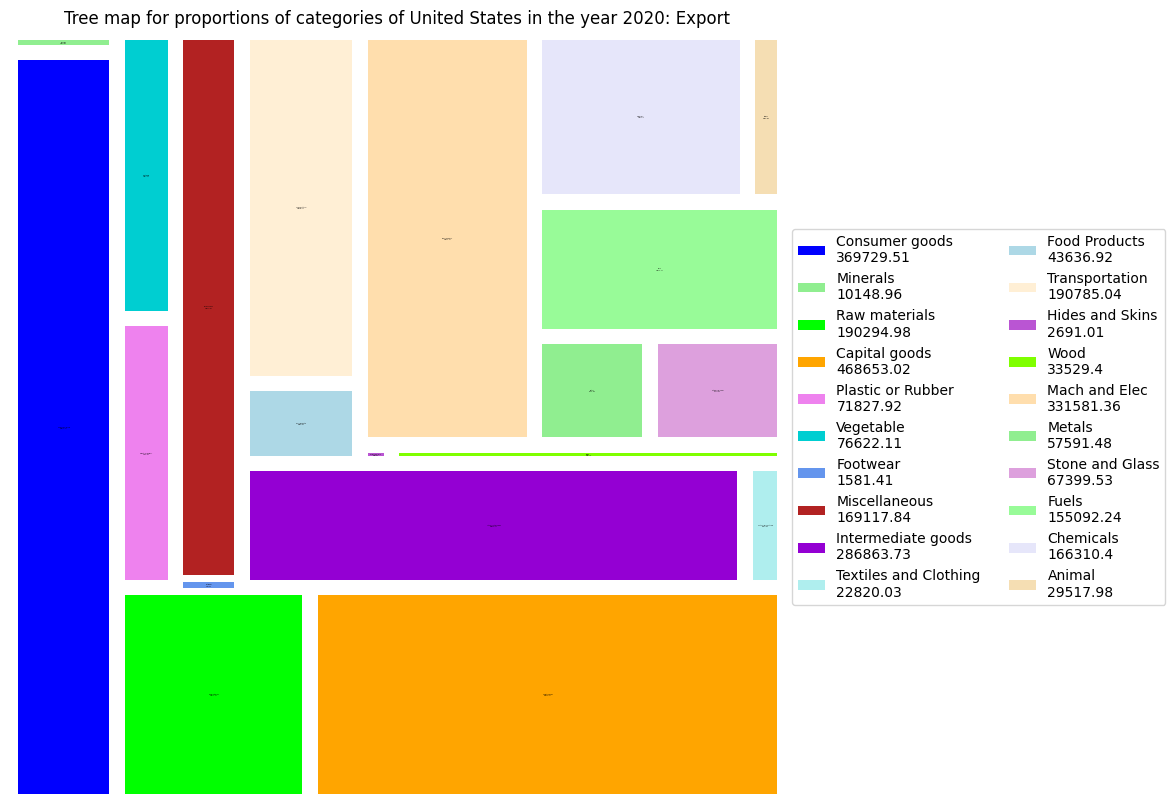 Tree map for proportions of categories of United States in the year 2020: Export
Consumer goods
369729.51
Minerals
10148.96
Raw materials
190294.98
Capital goods
468653.02
Plastic or Rubber
71827.92
Vegetable
76622.11
Footwear
1581.41
Miscellaneous
169117.84
Intermediate goods
286863.73
Textiles and Clothing
22820.03
Food Products
43636.92
Transportation
190785.04
Hides and Skins
2691.01
Wood
33529.4
Mach and Elec
331581.36
Metals
57591.48
Stone and Glass
67399.53
Fuels
155092.24
Chemicals
166310.4
Animal
29517.98